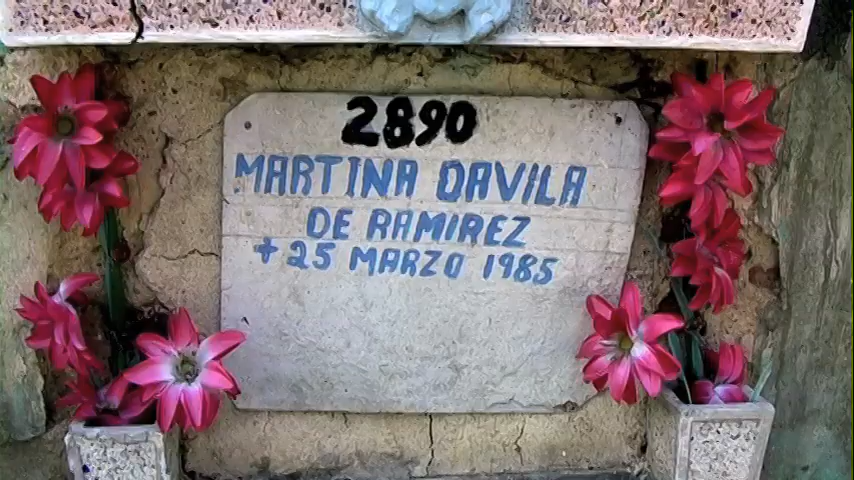 2890
MARTINA DAVILA
DE RAMIREZ
+ 25 MARZO 1985